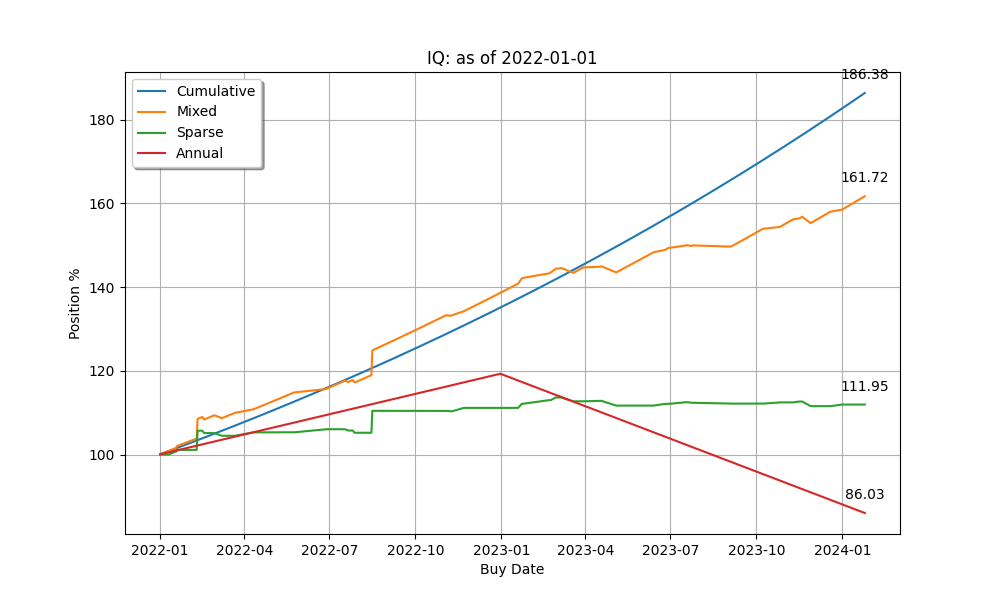 IQ: as of 2022-01-01
Cumulative
Mixed
Sparse
Annual
186.38
161.72
111.95
86.03
Position %
180
160
140
120
100
2022-01 2022-04 2022-07 2022-10 2023-01 2023-04 2023-07 2023-10 2024-01
Buy Date